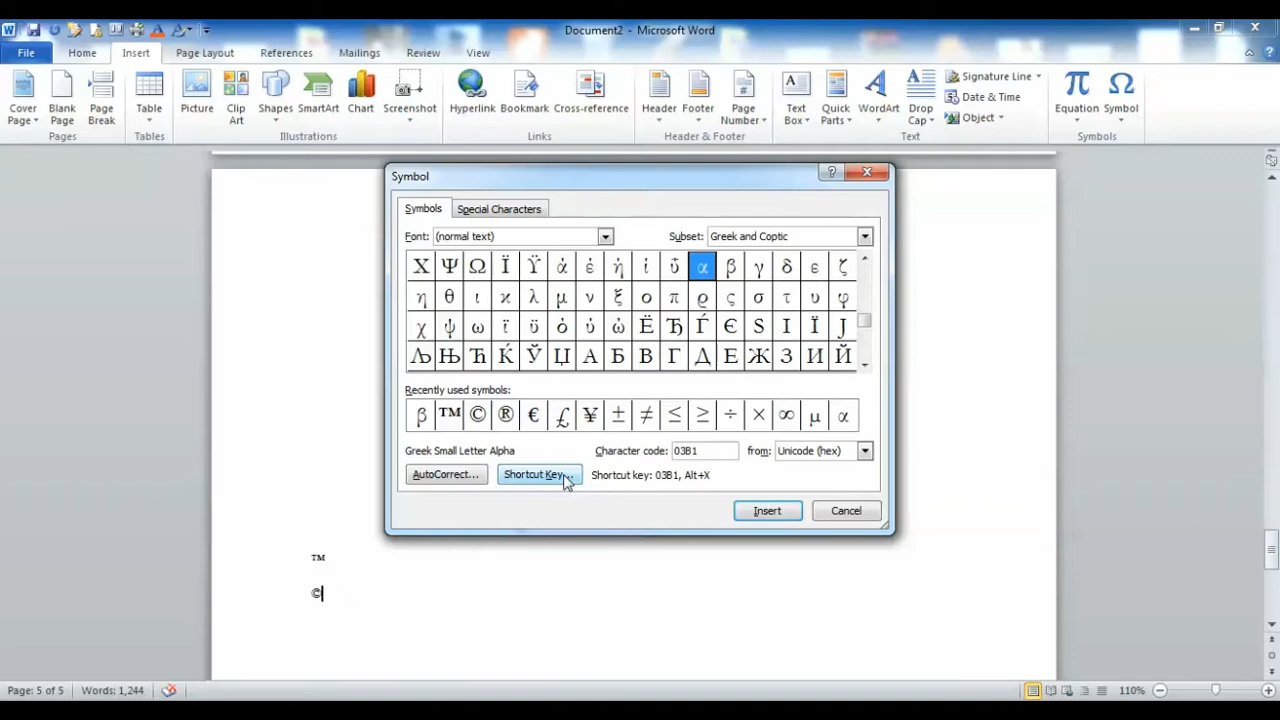 Document2 - Microsoft Word
File Home Insert Page Layout References Mailings Review View
Cover Page Blank Page Page Break Table Picture Clip Art Shapes SmartArt Chart Screenshot Hyperlink Bookmark Cross-reference Header Footer Page Number Text Box Quick Parts WordArt Drop Cap Signature Line Date & Time Object Equation Symbol
Pages Tables Illustrations Links Header & Footer Text Symbols
Symbol
Symbols Special Characters
Font: (normal text) Subset: Greek and Coptic
Χ Ψ Ω Ϊ Ϋ ά έ ή ί ΰ α β γ δ ε ζ
η θ ι κ λ μ ν ξ ο π ρ ς σ τ υ φ
χ ψ ω ϊ ϋ ό ύ ώ Ё Ђ Ѓ Є Ѕ І Ї Ј
Љ Њ Ћ Ќ Ў Џ А Б В Г Д Е Ж З И Й
Recently used symbols:
β ™ © ® € £ ¥ ± ≠ ≤ ≥ ÷ × ∞ µ α
Greek Small Letter Alpha Character code: 03B1 from: Unicode (hex)
AutoCorrect... Shortcut Key... Shortcut key: 03B1, Alt+X
Insert Cancel
™
©
Page: 5 of 5 Words: 1,244 110%